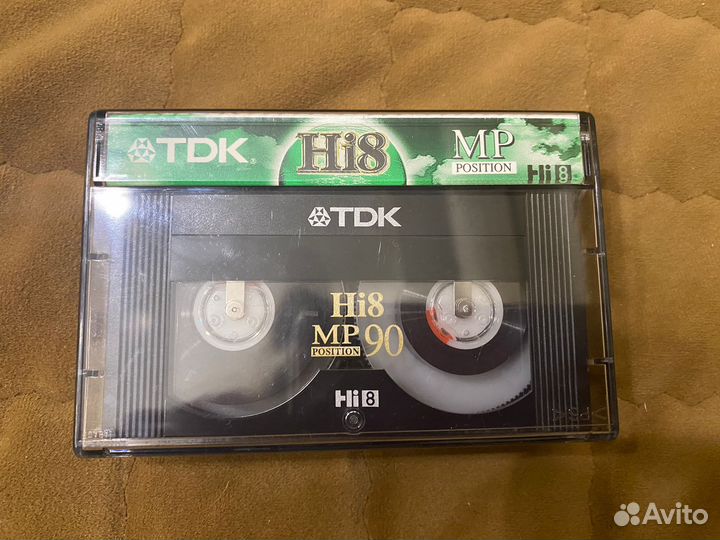 TDK
Hi8
MP
POSITION
Hi8
TDK
Hi8
MP 90
POSITION
Hi8
Avito